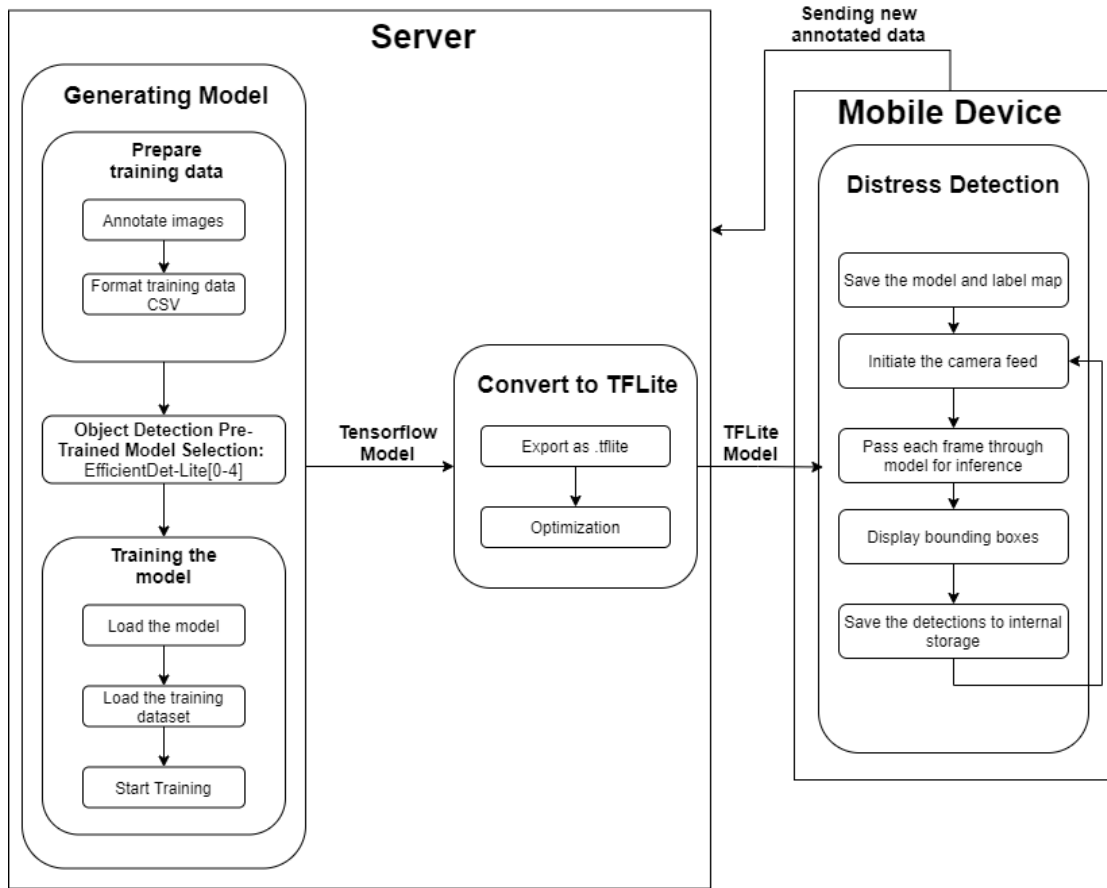 Server
Generating Model
Prepare
training data
Annotate images
Format training data
CSV
Object Detection Pre-
Trained Model Selection:
EfficientDet-Lite[0-4]
Training the
model
Load the model
Load the training
dataset
Start Training
Tensorflow
Model
Convert to TFLite
Export as .tflite
Optimization
TFLite
Model
Sending new
annotated data
Mobile Device
Distress Detection
Save the model and label map
Initiate the camera feed
Pass each frame through
model for inference
Display bounding boxes
Save the detections to internal
storage